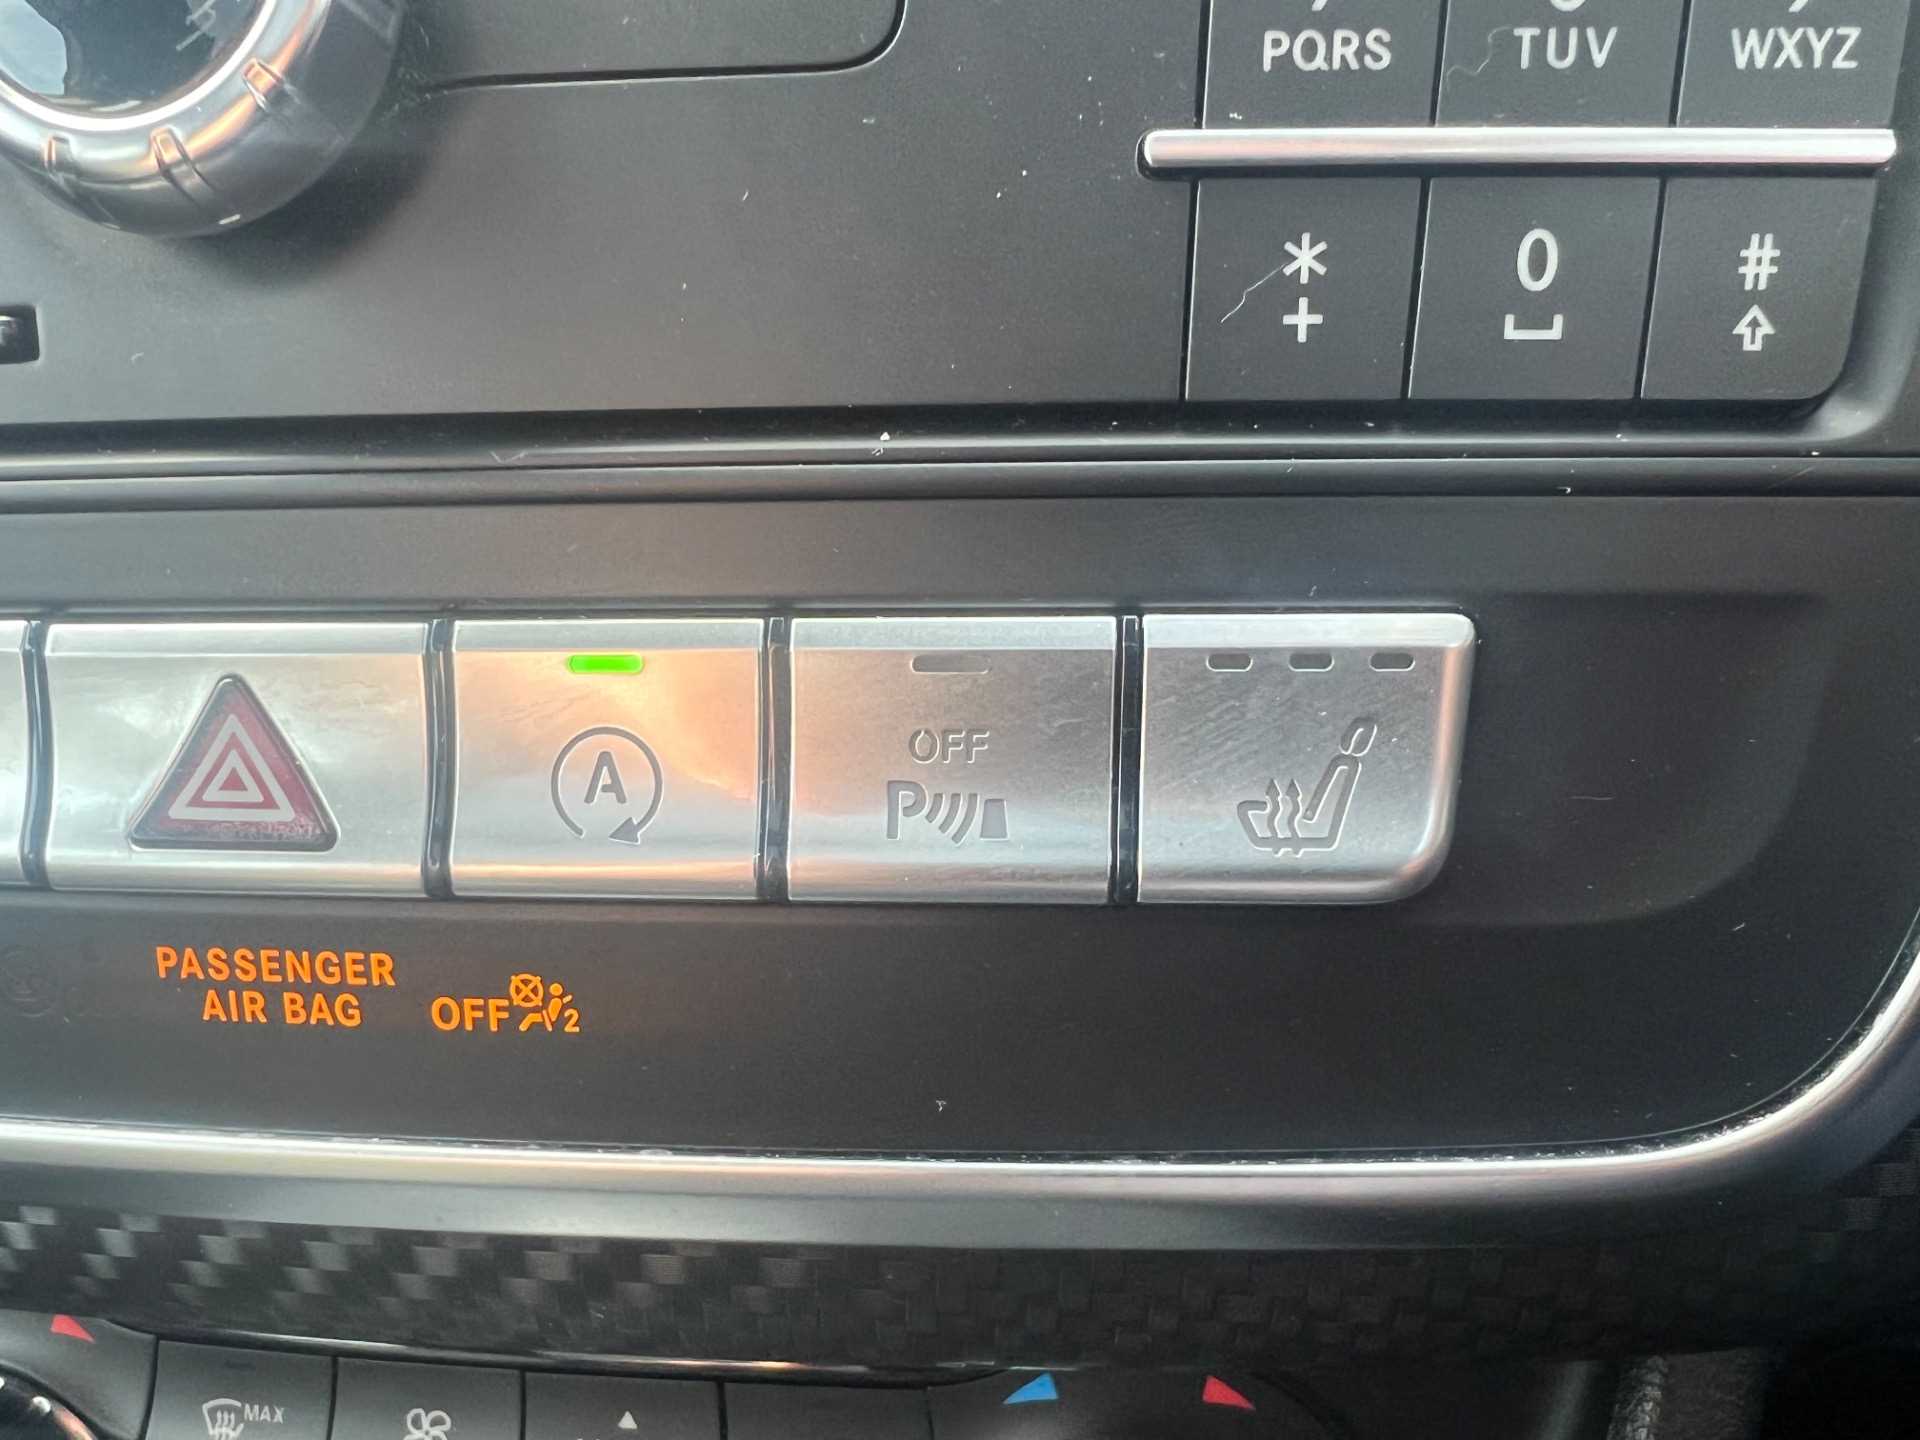 PQRS TUV WXYZ
* 0 #
+
A
OFF
P
PASSENGER
AIR BAG OFF 2
MAX